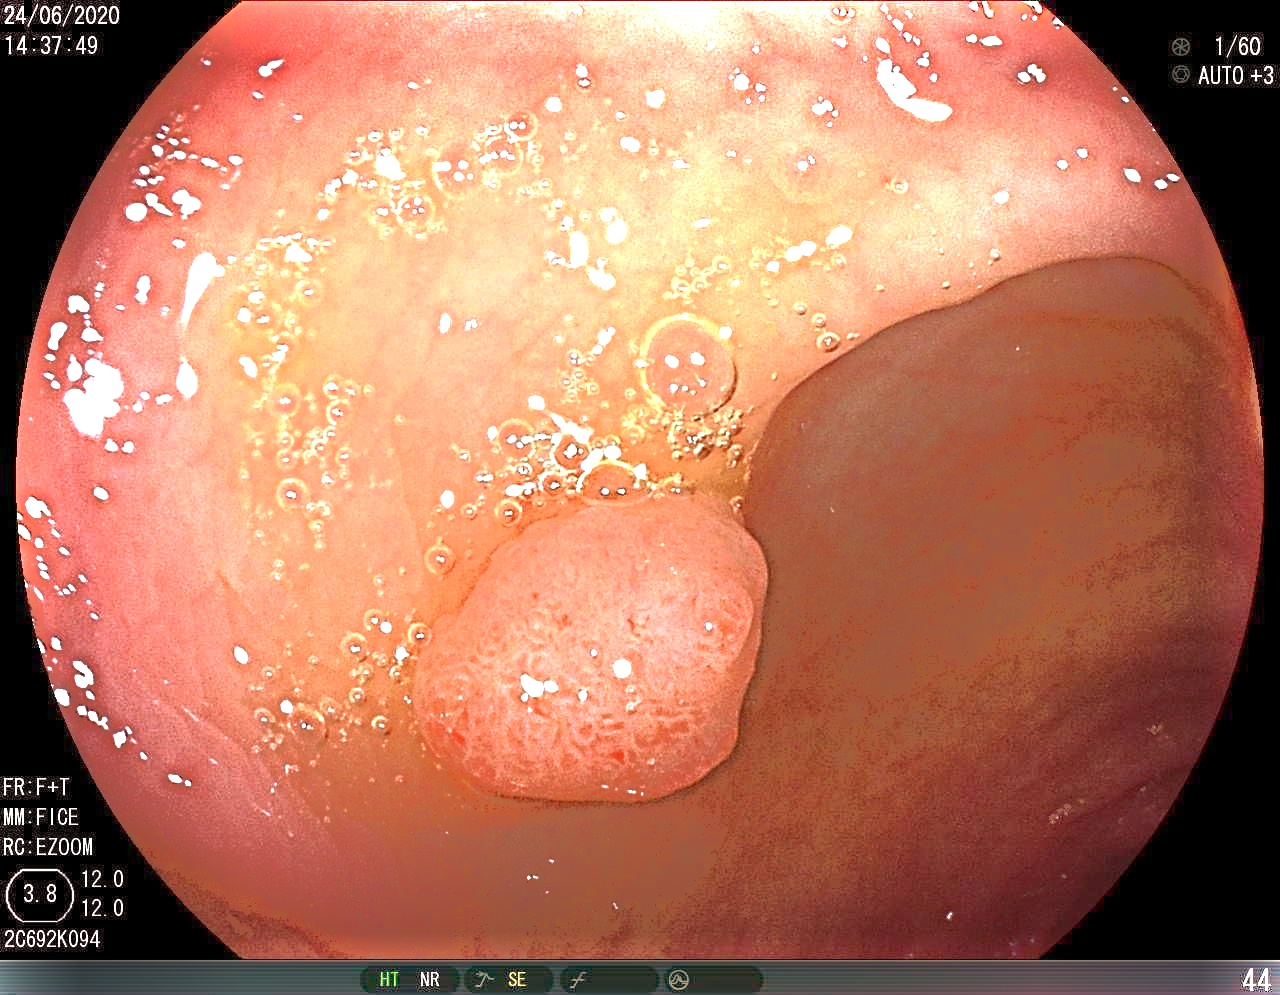 24/06/2020
14:37:49
1/60
AUTO +3
FR:F+T
MM:FICE
RC:EZOOM
3.8
12.0
12.0
2C692K094
HT NR SE
44